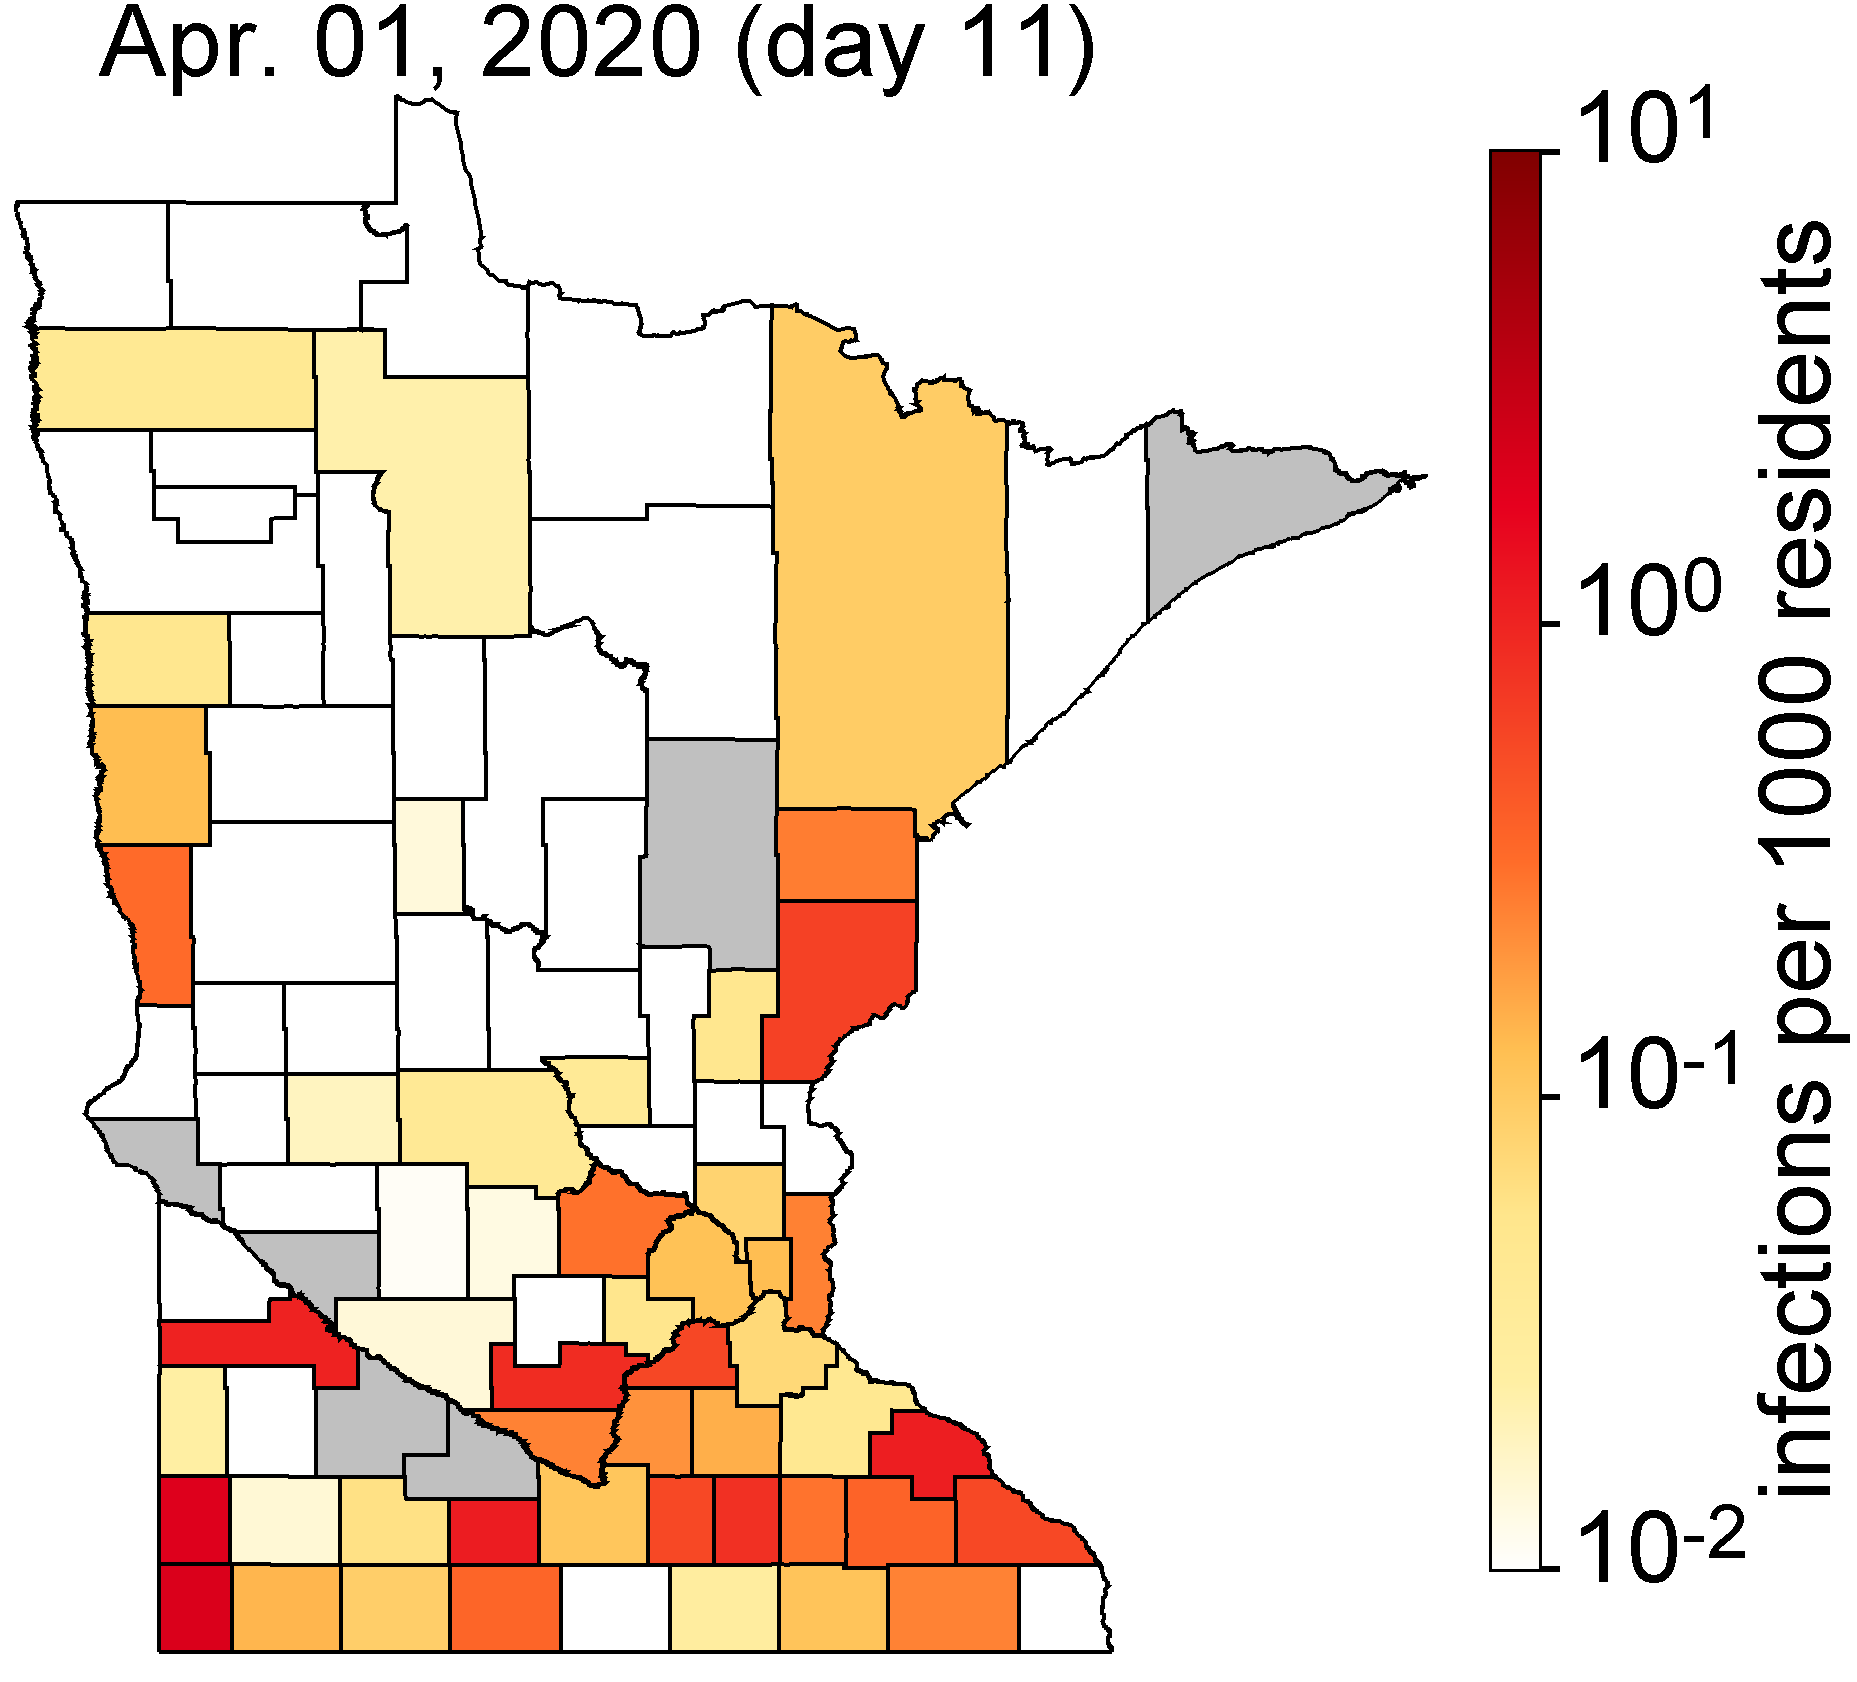 Apr. 01, 2020 (day 11)
10¹
10⁰
10⁻¹
10⁻²
infections per 1000 residents